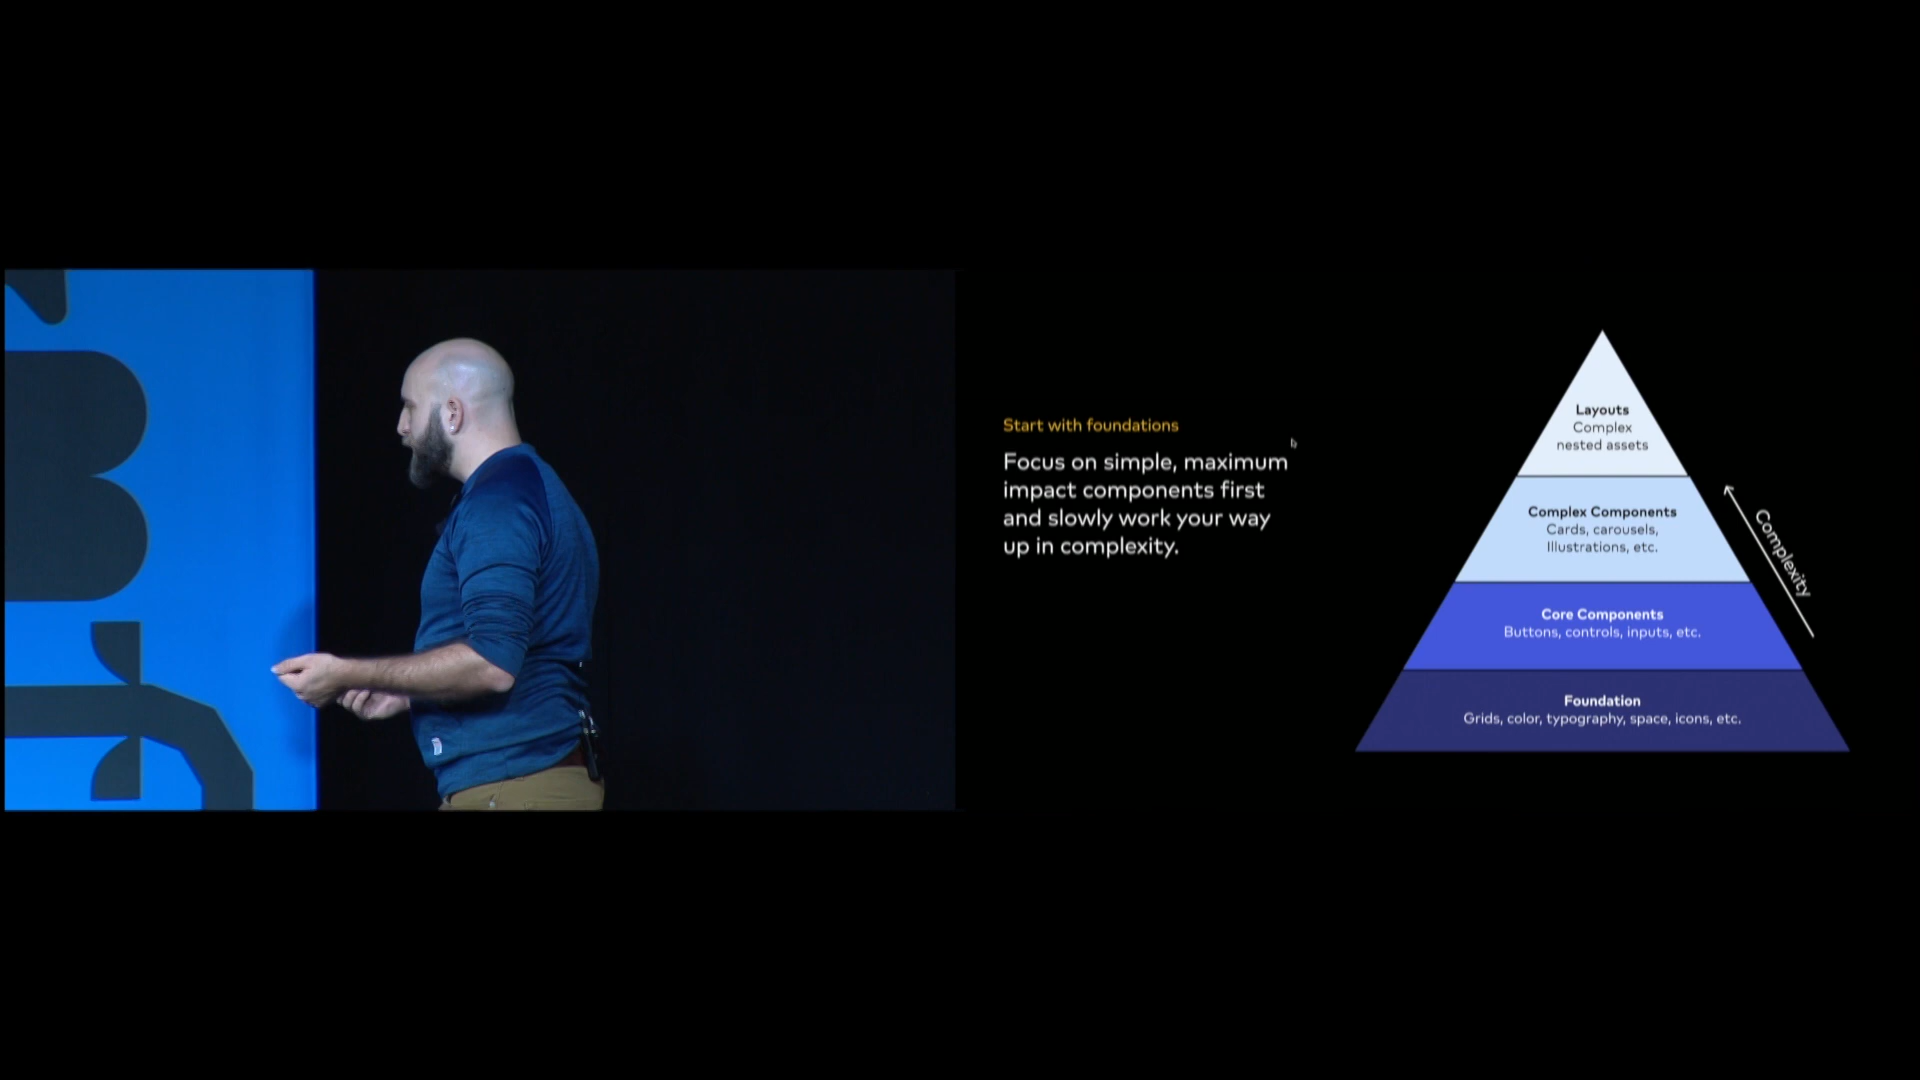 Start with foundations
Focus on simple, maximum
impact components first
and slowly work your way
up in complexity.
Layouts
Complex
nested assets
Complex Components
Cards, carousels,
Illustrations, etc.
Complexity
Core Components
Buttons, controls, inputs, etc.
Foundation
Grids, color, typography, space, icons, etc.